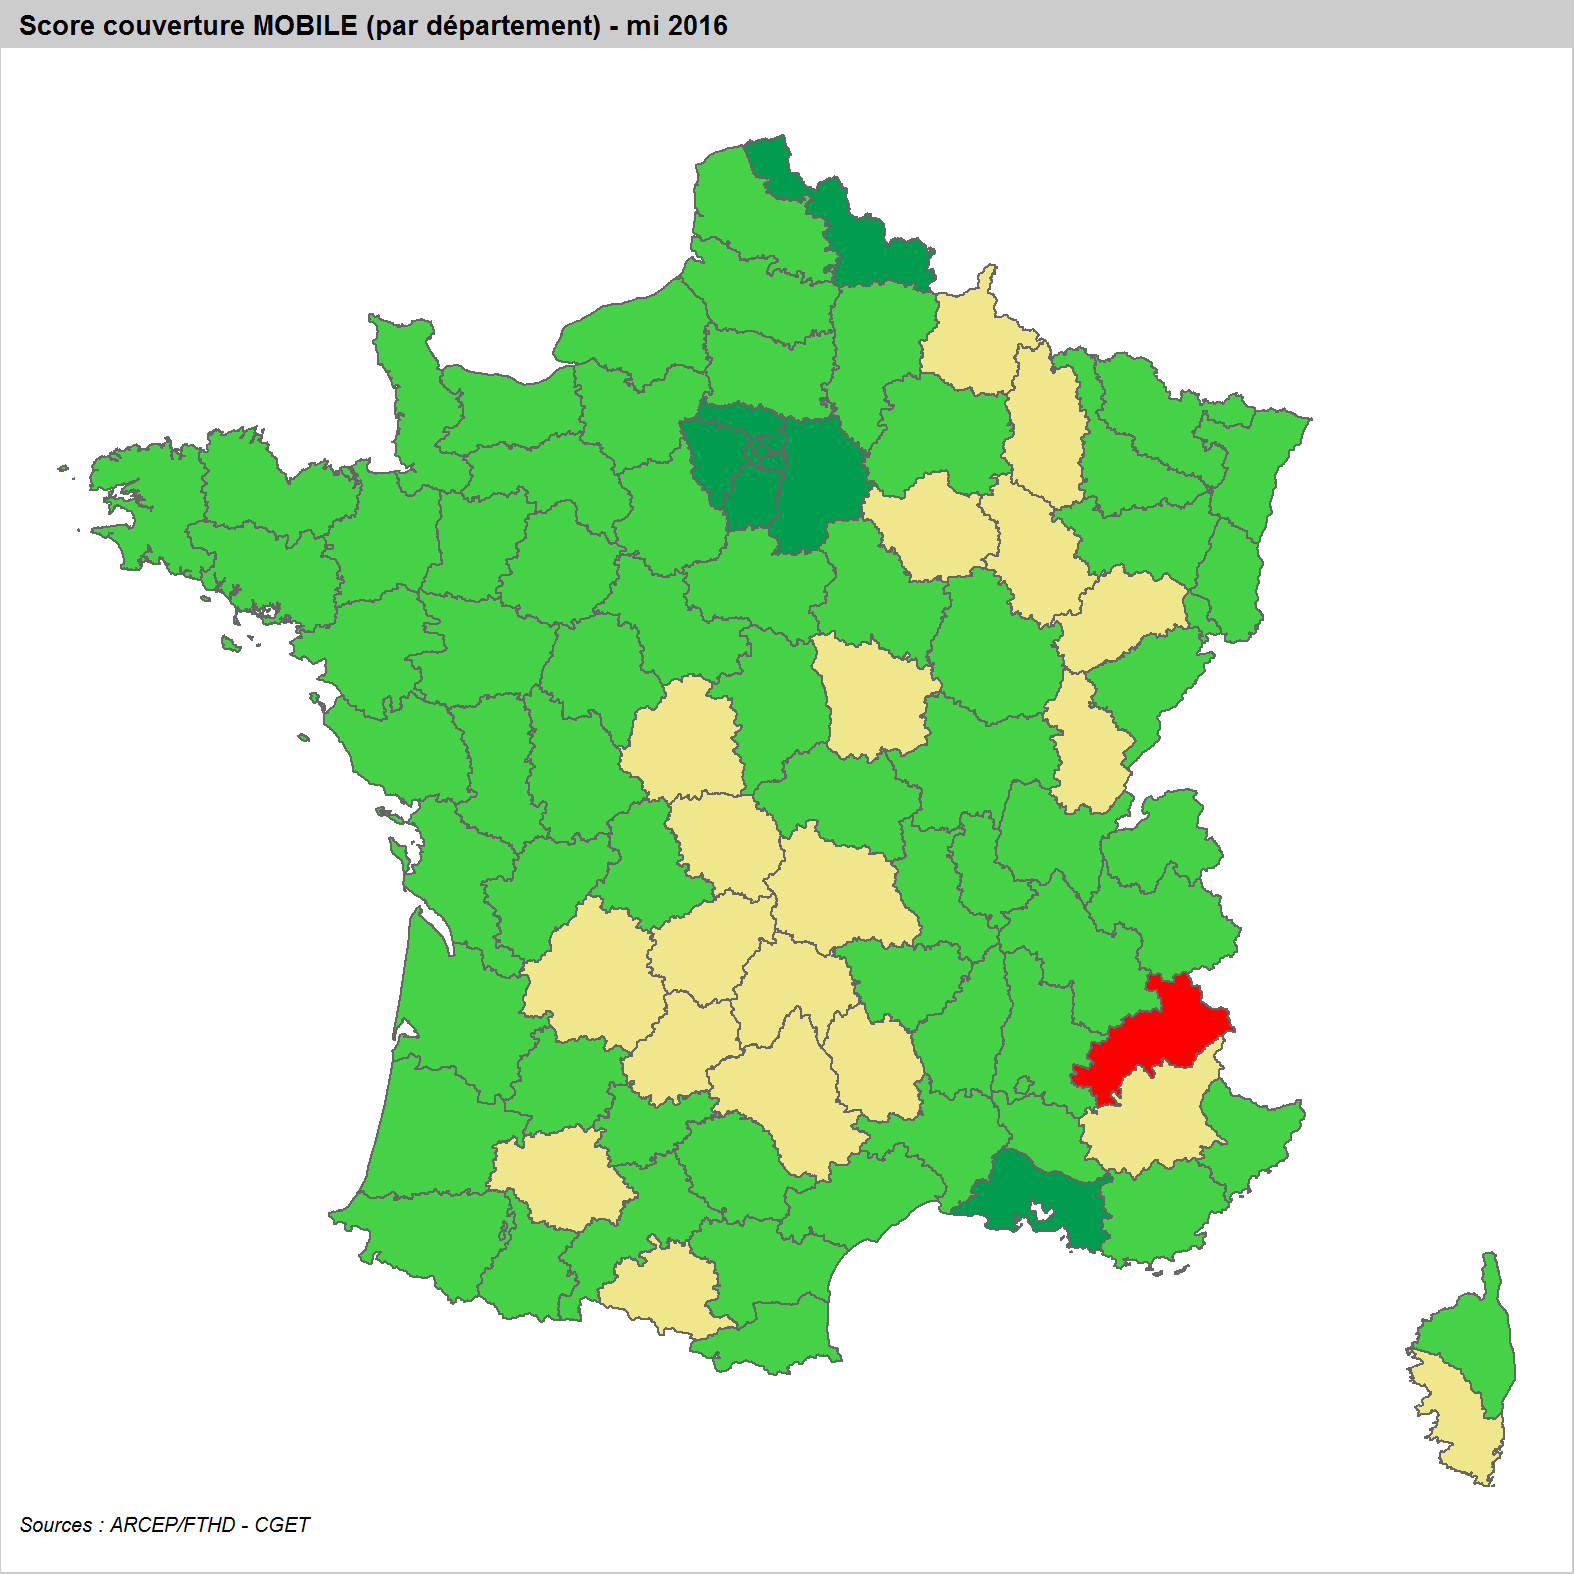 Score couverture MOBILE (par département) - mi 2016
Sources : ARCEP/FTHD - CGET